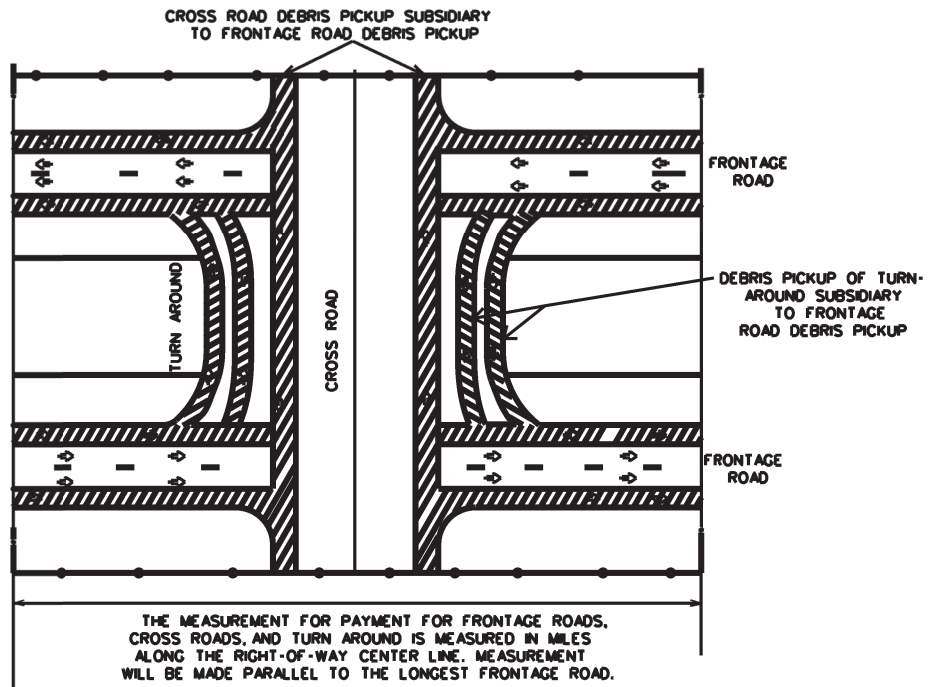 CROSS ROAD DEBRIS PICKUP SUBSIDIARY
TO FRONTAGE ROAD DEBRIS PICKUP
FRONTAGE
ROAD
TURN AROUND
CROSS ROAD
DEBRIS PICKUP OF TURN-
AROUND SUBSIDIARY
TO FRONTAGE
ROAD DEBRIS PICKUP
FRONTAGE
ROAD
THE MEASUREMENT FOR PAYMENT FOR FRONTAGE ROADS,
CROSS ROADS, AND TURN AROUND IS MEASURED IN MILES
ALONG THE RIGHT-OF-WAY CENTER LINE. MEASUREMENT
WILL BE MADE PARALLEL TO THE LONGEST FRONTAGE ROAD.